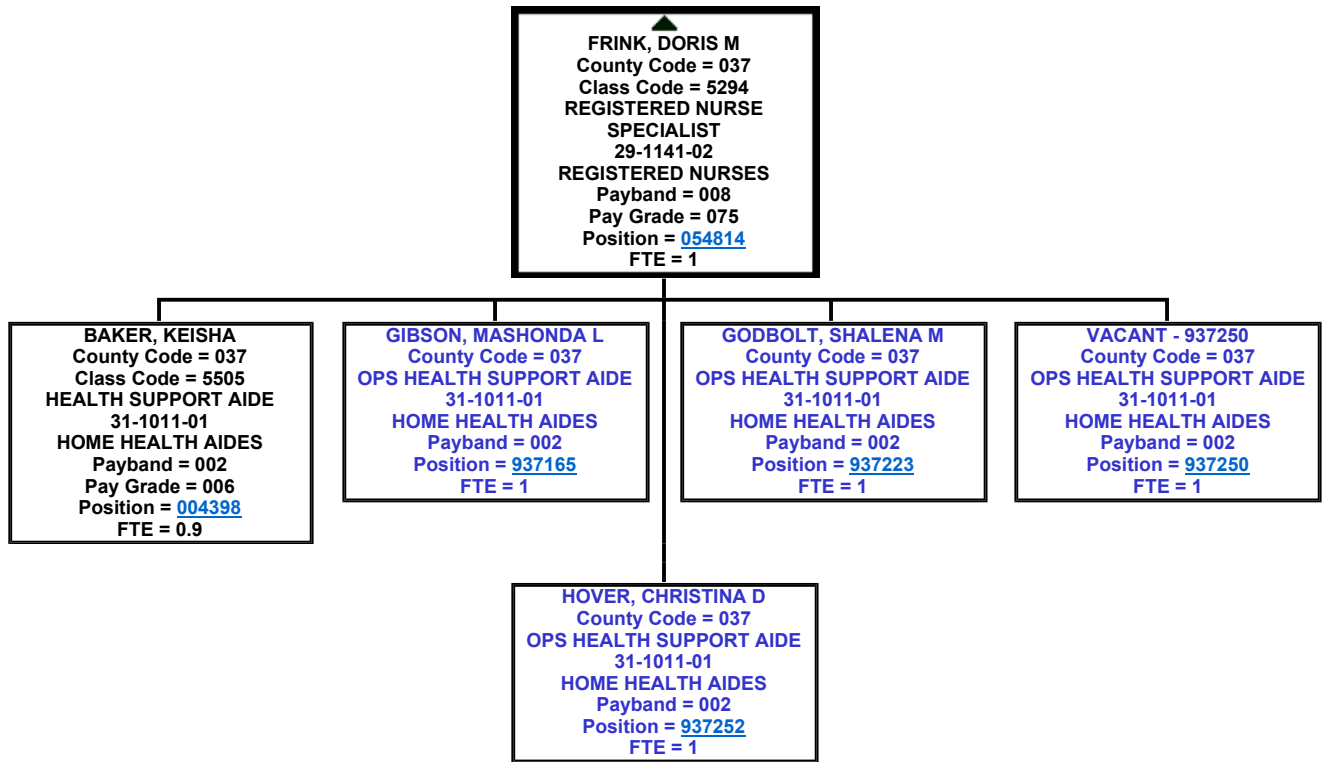 FRINK, DORIS M
County Code = 037
Class Code = 5294
REGISTERED NURSE
SPECIALIST
29-1141-02
REGISTERED NURSES
Payband = 008
Pay Grade = 075
Position = 054814
FTE = 1
BAKER, KEISHA
County Code = 037
Class Code = 5505
HEALTH SUPPORT AIDE
31-1011-01
HOME HEALTH AIDES
Payband = 002
Pay Grade = 006
Position = 004398
FTE = 0.9
GIBSON, MASHONDA L
County Code = 037
OPS HEALTH SUPPORT AIDE
31-1011-01
HOME HEALTH AIDES
Payband = 002
Position = 937165
FTE = 1
GODBOLT, SHALENA M
County Code = 037
OPS HEALTH SUPPORT AIDE
31-1011-01
HOME HEALTH AIDES
Payband = 002
Position = 937223
FTE = 1
VACANT - 937250
County Code = 037
OPS HEALTH SUPPORT AIDE
31-1011-01
HOME HEALTH AIDES
Payband = 002
Position = 937250
FTE = 1
HOVER, CHRISTINA D
County Code = 037
OPS HEALTH SUPPORT AIDE
31-1011-01
HOME HEALTH AIDES
Payband = 002
Position = 937252
FTE = 1